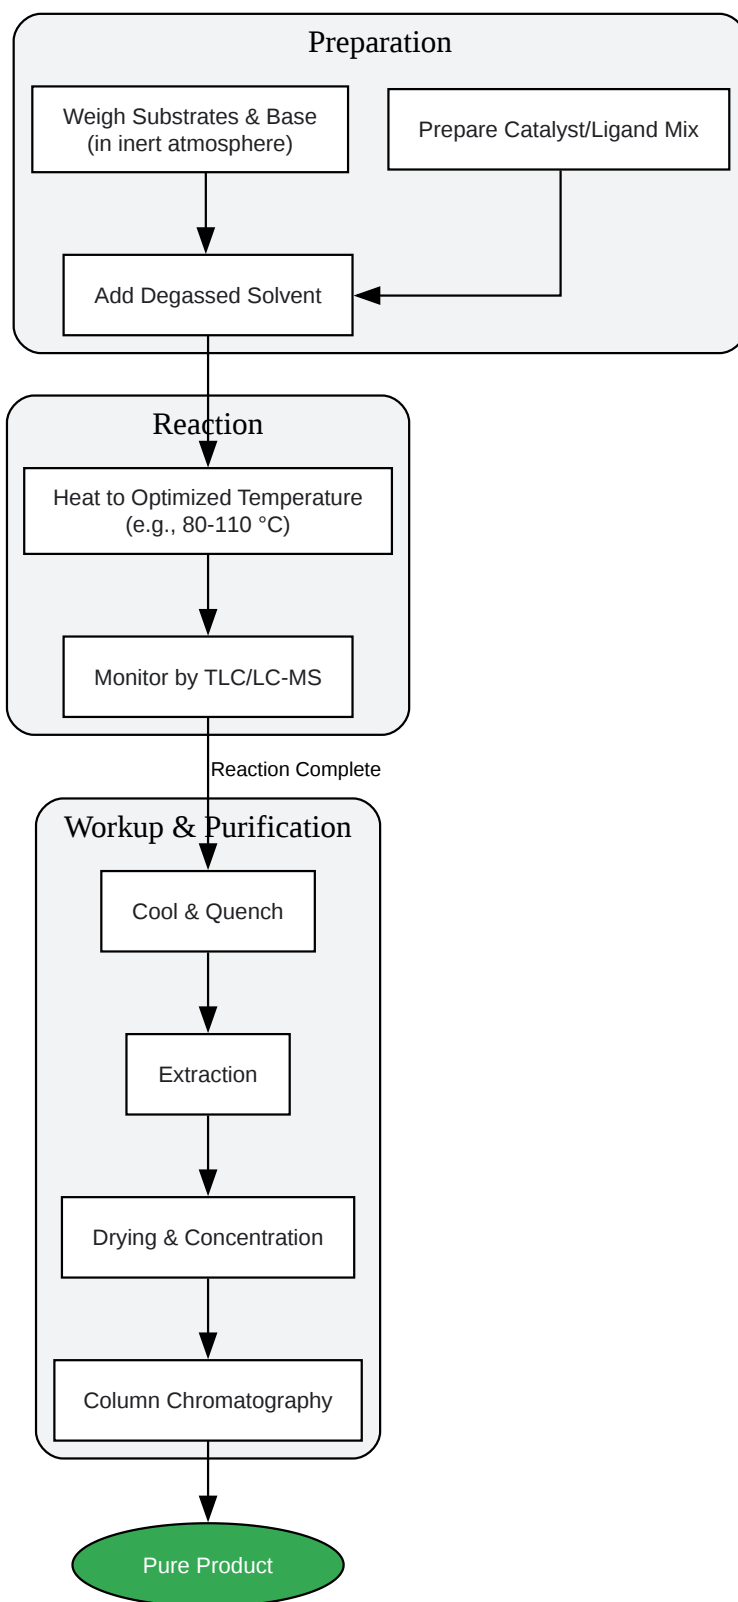 Preparation
Weigh Substrates & Base
(in inert atmosphere)
Prepare Catalyst/Ligand Mix
Add Degassed Solvent
Reaction
Heat to Optimized Temperature
(e.g., 80-110 °C)
Monitor by TLC/LC-MS
Reaction Complete
Workup & Purification
Cool & Quench
Extraction
Drying & Concentration
Column Chromatography
Pure Product